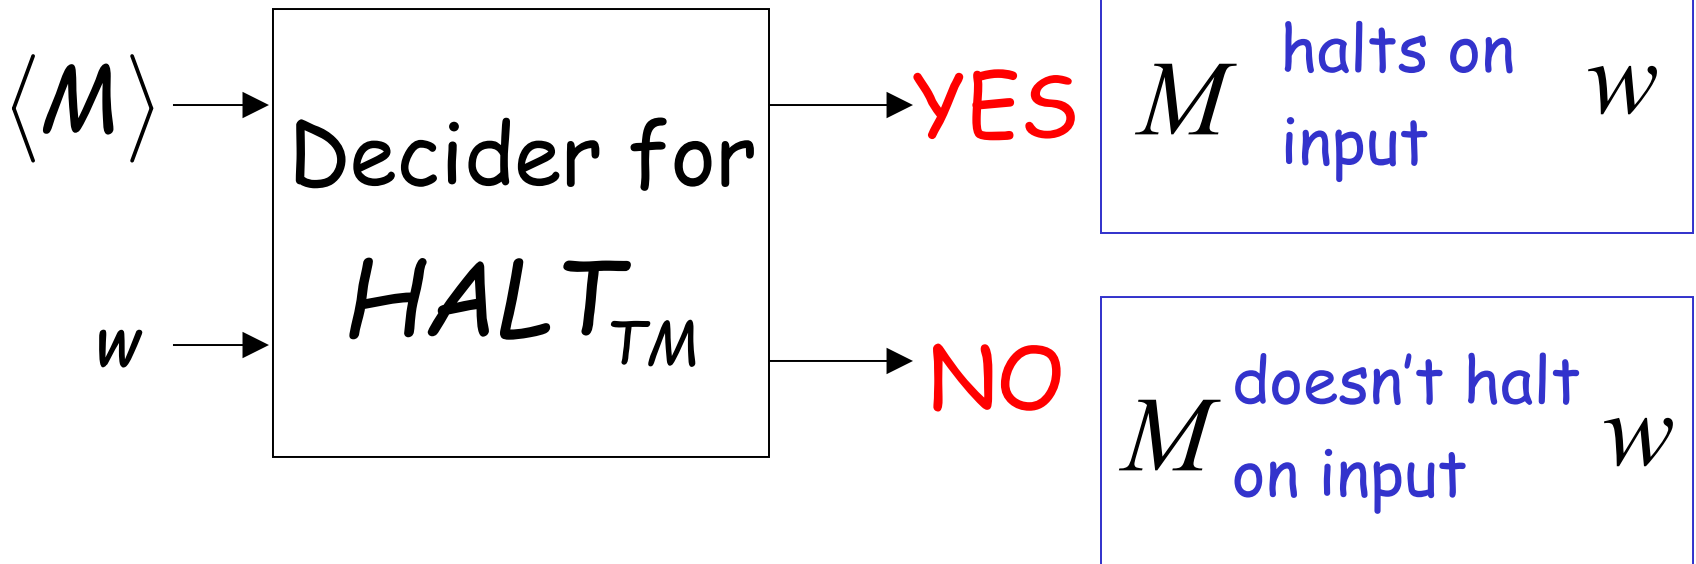 ⟨M⟩
w
Decider for
HALT_TM
YES
NO
M halts on input w
M doesn't halt on input w